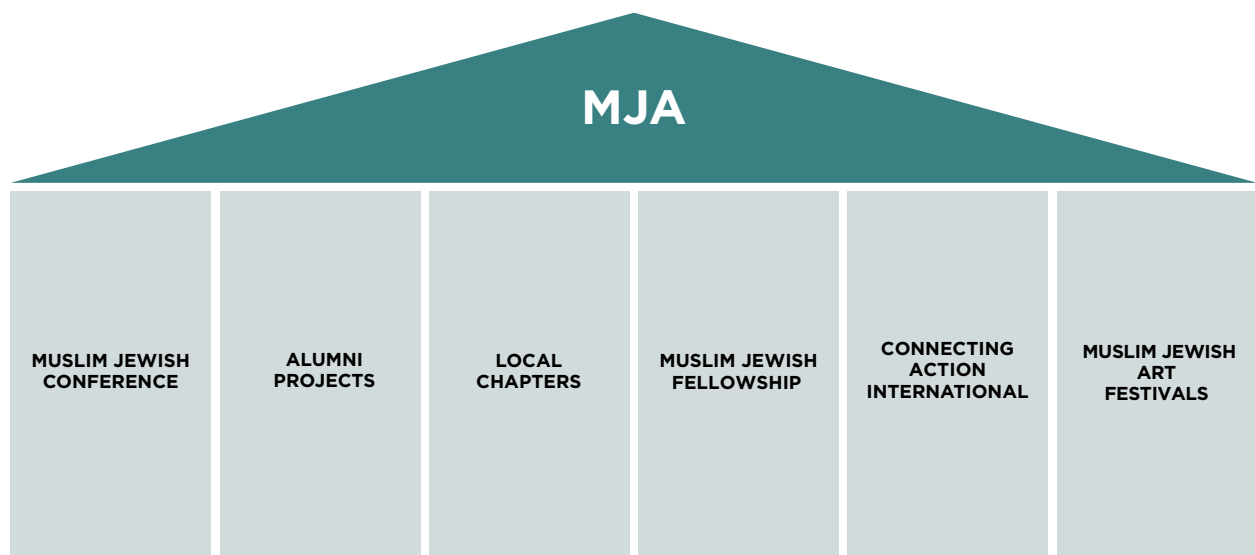 MJA
MUSLIM JEWISH
CONFERENCE
ALUMNI
PROJECTS
LOCAL
CHAPTERS
MUSLIM JEWISH
FELLOWSHIP
CONNECTING
ACTION
INTERNATIONAL
MUSLIM JEWISH
ART
FESTIVALS